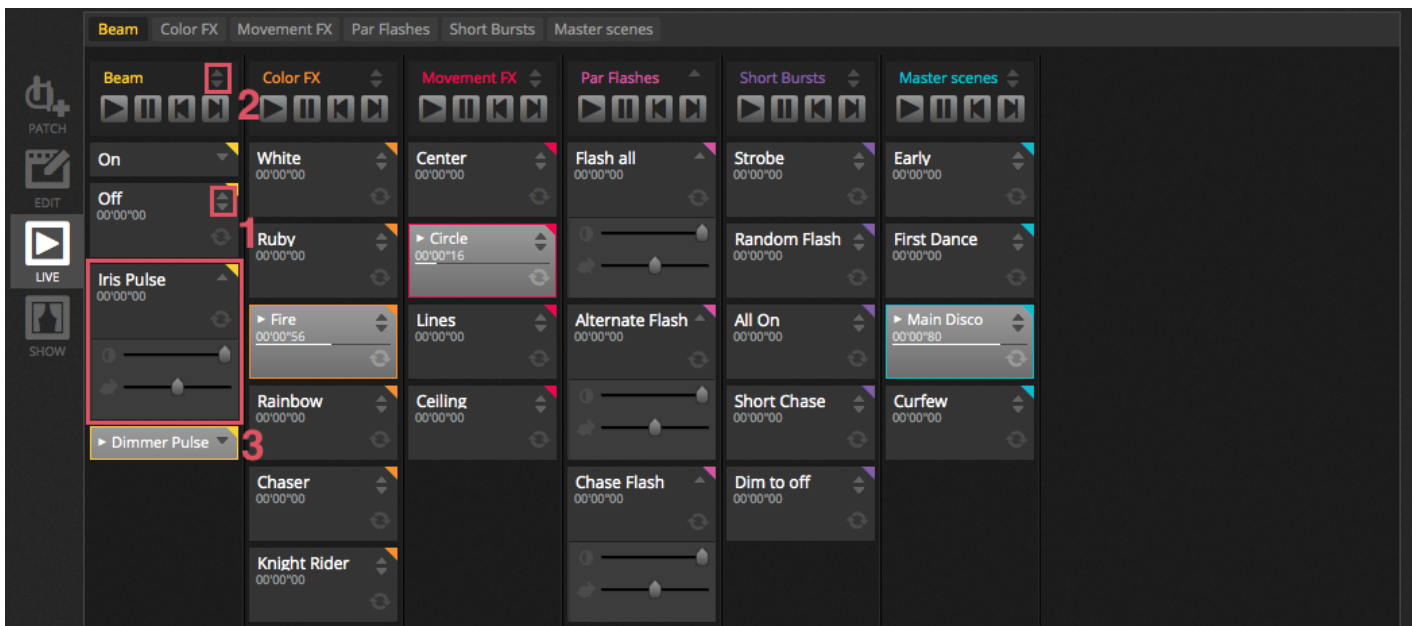 Beam Color FX Movement FX Par Flashes Short Bursts Master scenes
PATCH
EDIT
LIVE
SHOW
Beam
2
On
Off
00'00"00
1
Iris Pulse
00'00"00
Dimmer Pulse
3
Color FX
White
00'00"00
Ruby
00'00"00
Fire
00'00"56
Rainbow
00'00"00
Chaser
00'00"00
Knight Rider
00'00"00
Movement FX
Center
00'00"00
Circle
00'00"16
Lines
00'00"00
Ceiling
00'00"00
Par Flashes
Flash all
00'00"00
Alternate Flash
00'00"00
Chase Flash
00'00"00
Short Bursts
Strobe
00'00"00
Random Flash
00'00"00
All On
00'00"00
Short Chase
00'00"00
Dim to off
00'00"00
Master scenes
Early
00'00"00
First Dance
00'00"00
Main Disco
00'00"80
Curfew
00'00"00